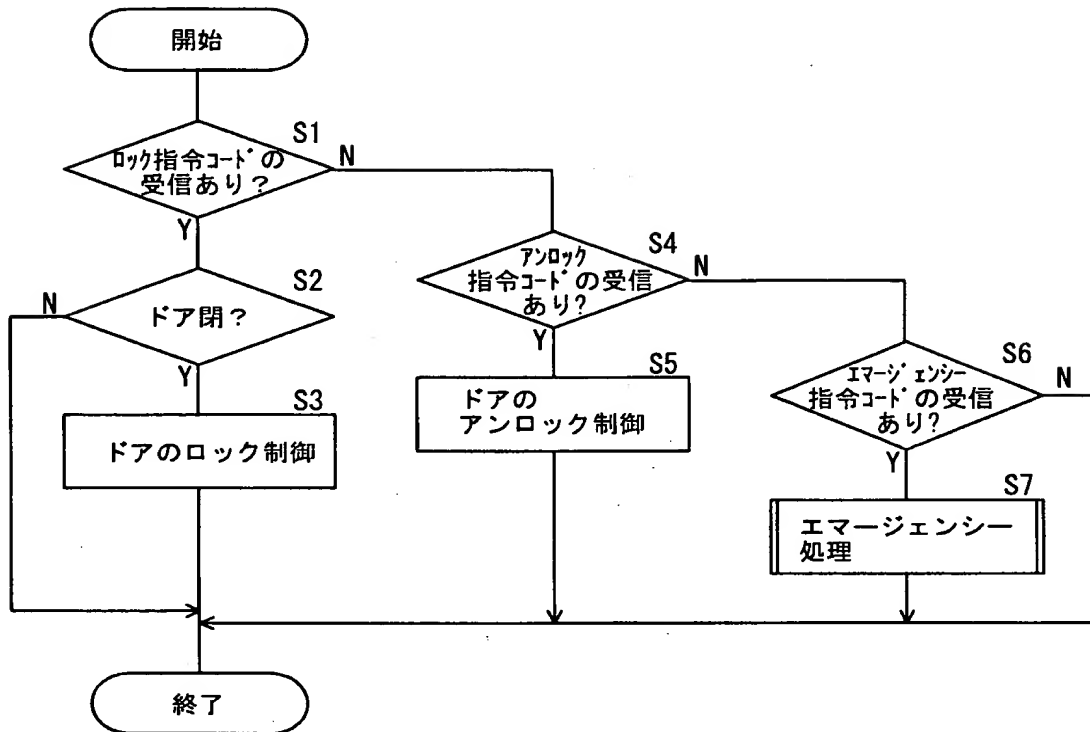 開始
S1
ロック指令コードの
受信あり？
N
Y
S2
ドア閉？
N
Y
S3
ドアのロック制御
S4
アンロック
指令コードの受信
あり?
N
Y
S5
ドアの
アンロック制御
S6
エマージェンシー
指令コードの受信
あり?
N
Y
S7
エマージェンシー
処理
終了